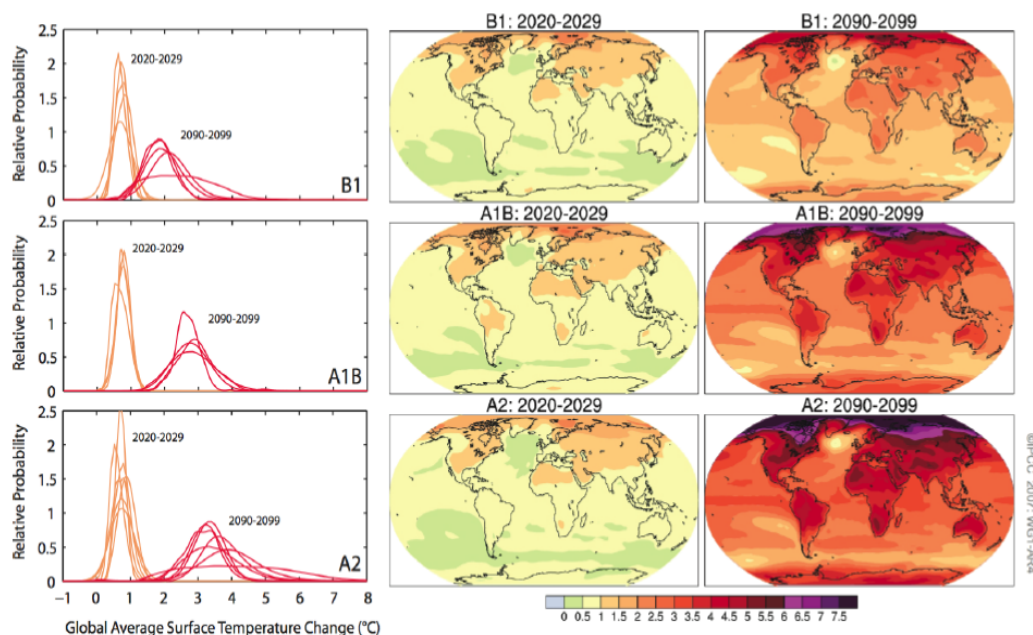 B1: 2020-2029
B1: 2090-2099
2.5
2
1.5
1
0.5
0
Relative Probability
2020-2029
2090-2099
B1
A1B: 2020-2029
A1B: 2090-2099
2.5
2
1.5
1
0.5
0
Relative Probability
2020-2029
2090-2099
A1B
A2: 2020-2029
A2: 2090-2099
2.5
2
1.5
1
0.5
0
Relative Probability
2020-2029
2090-2099
A2
−1 0 1 2 3 4 5 6 7 8
Global Average Surface Temperature Change (°C)
0 0.5 1 1.5 2 2.5 3 3.5 4 4.5 5 5.5 6 6.5 7 7.5
©IPCC 2007: WG1-AR4